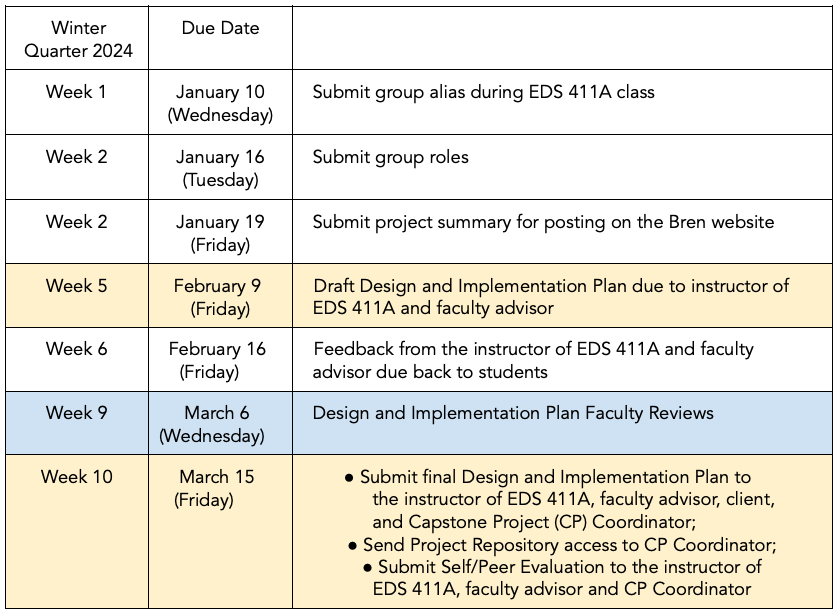 Winter
Quarter 2024
Due Date
Week 1
January 10
(Wednesday)
Submit group alias during EDS 411A class
Week 2
January 16
(Tuesday)
Submit group roles
Week 2
January 19
(Friday)
Submit project summary for posting on the Bren website
Week 5
February 9
(Friday)
Draft Design and Implementation Plan due to instructor of
EDS 411A and faculty advisor
Week 6
February 16
(Friday)
Feedback from the instructor of EDS 411A and faculty
advisor due back to students
Week 9
March 6
(Wednesday)
Design and Implementation Plan Faculty Reviews
Week 10
March 15
(Friday)
● Submit final Design and Implementation Plan to
the instructor of EDS 411A, faculty advisor, client,
and Capstone Project (CP) Coordinator;
● Send Project Repository access to CP Coordinator;
● Submit Self/Peer Evaluation to the instructor of
EDS 411A, faculty advisor and CP Coordinator